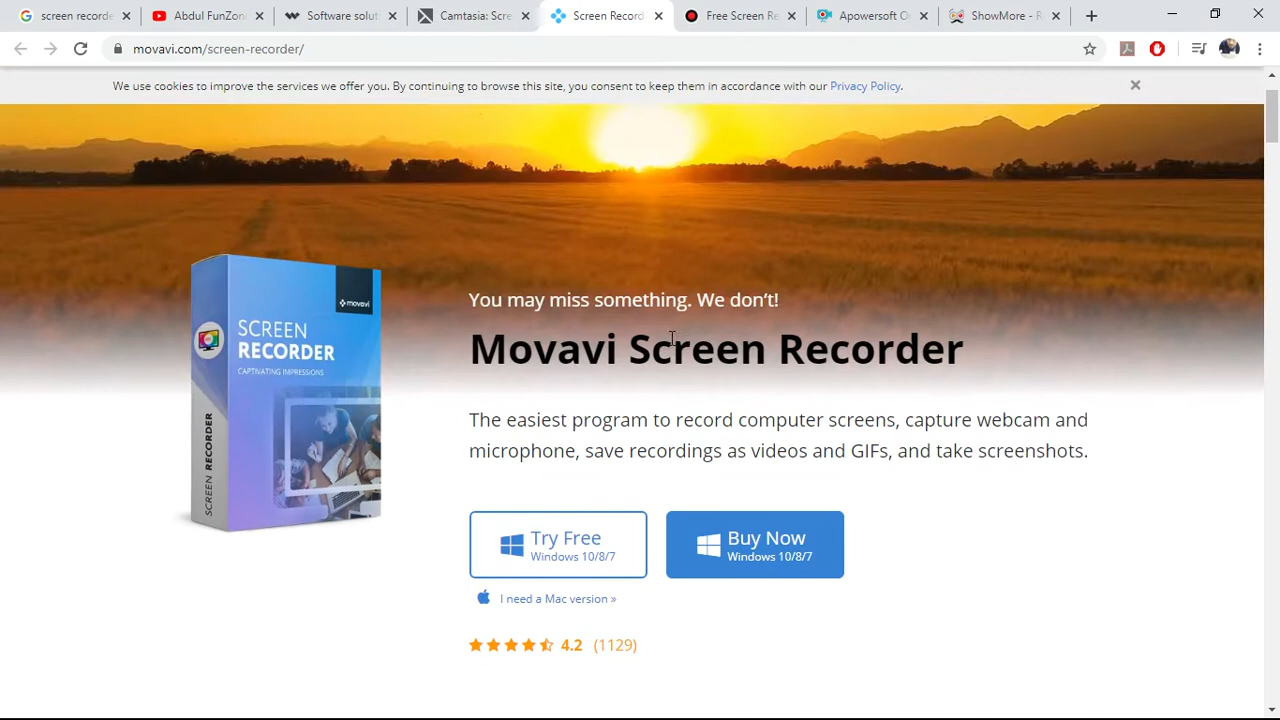 screen recorde
Abdul FunZon
Software solut
Camtasia: Scre
Screen Record
Free Screen Re
Apowersoft O
ShowMore - R
movavi.com/screen-recorder/
We use cookies to improve the services we offer you. By continuing to browse this site, you consent to keep them in accordance with our Privacy Policy.
You may miss something. We don't!
Movavi Screen Recorder
The easiest program to record computer screens, capture webcam and
microphone, save recordings as videos and GIFs, and take screenshots.
movavi
SCREEN
RECORDER
CAPTIVATING IMPRESSIONS
SCREEN RECORDER
Try Free
Windows 10/8/7
Buy Now
Windows 10/8/7
I need a Mac version »
4.2 (1129)